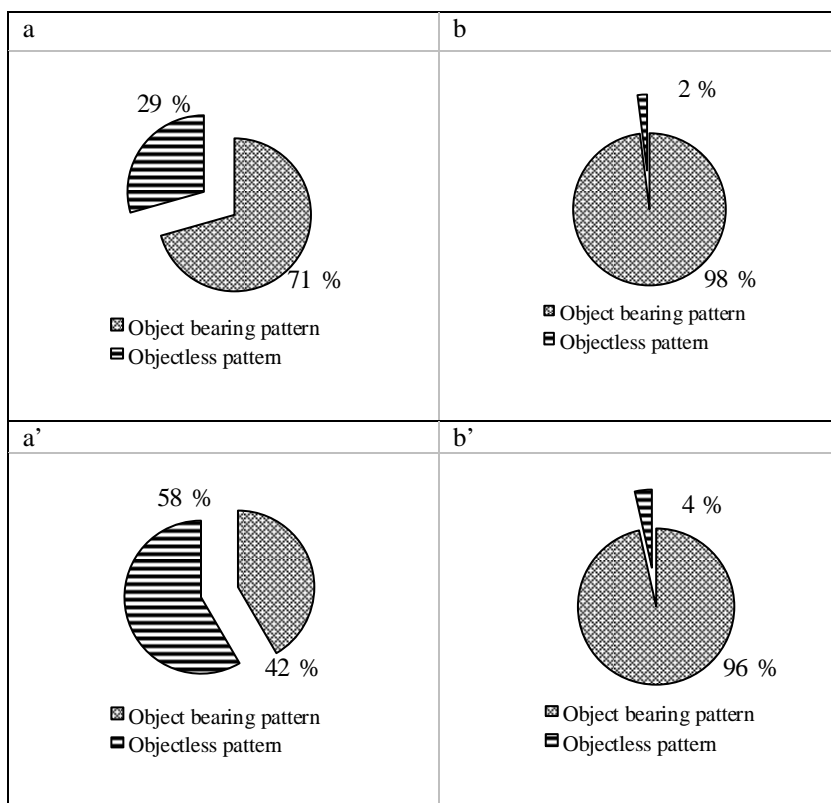 a
29 %
71 %
Object bearing pattern
Objectless pattern
b
2 %
98 %
Object bearing pattern
Objectless pattern
a’
58 %
42 %
Object bearing pattern
Objectless pattern
b’
4 %
96 %
Object bearing pattern
Objectless pattern